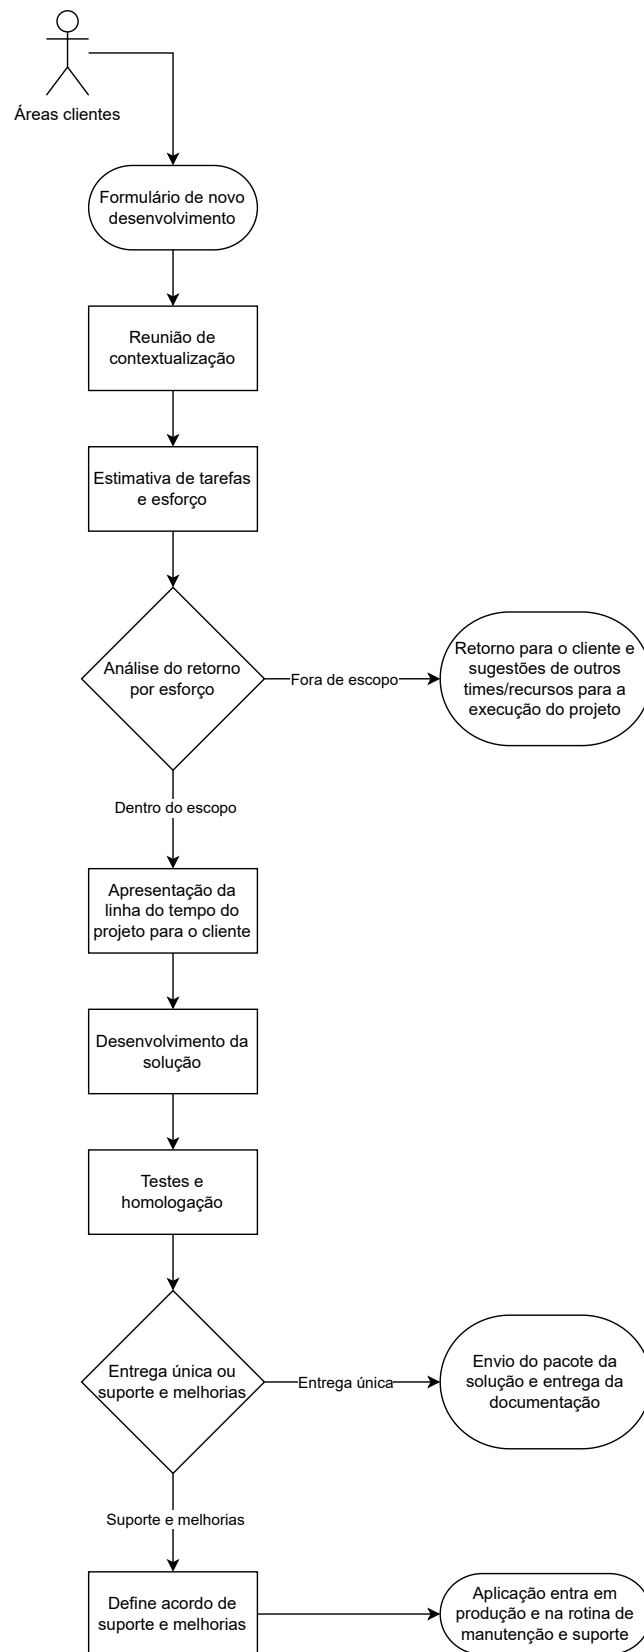 Áreas clientes
Formulário de novo
desenvolvimento
Reunião de
contextualização
Estimativa de tarefas
e esforço
Análise do retorno
por esforço
Fora de escopo
Retorno para o cliente e
sugestões de outros
times/recursos para a
execução do projeto
Dentro do escopo
Apresentação da
linha do tempo do
projeto para o cliente
Desenvolvimento da
solução
Testes e
homologação
Entrega única ou
suporte e melhorias
Entrega única
Envio do pacote da
solução e entrega da
documentação
Suporte e melhorias
Define acordo de
suporte e melhorias
Aplicação entra em
produção e na rotina de
manutenção e suporte